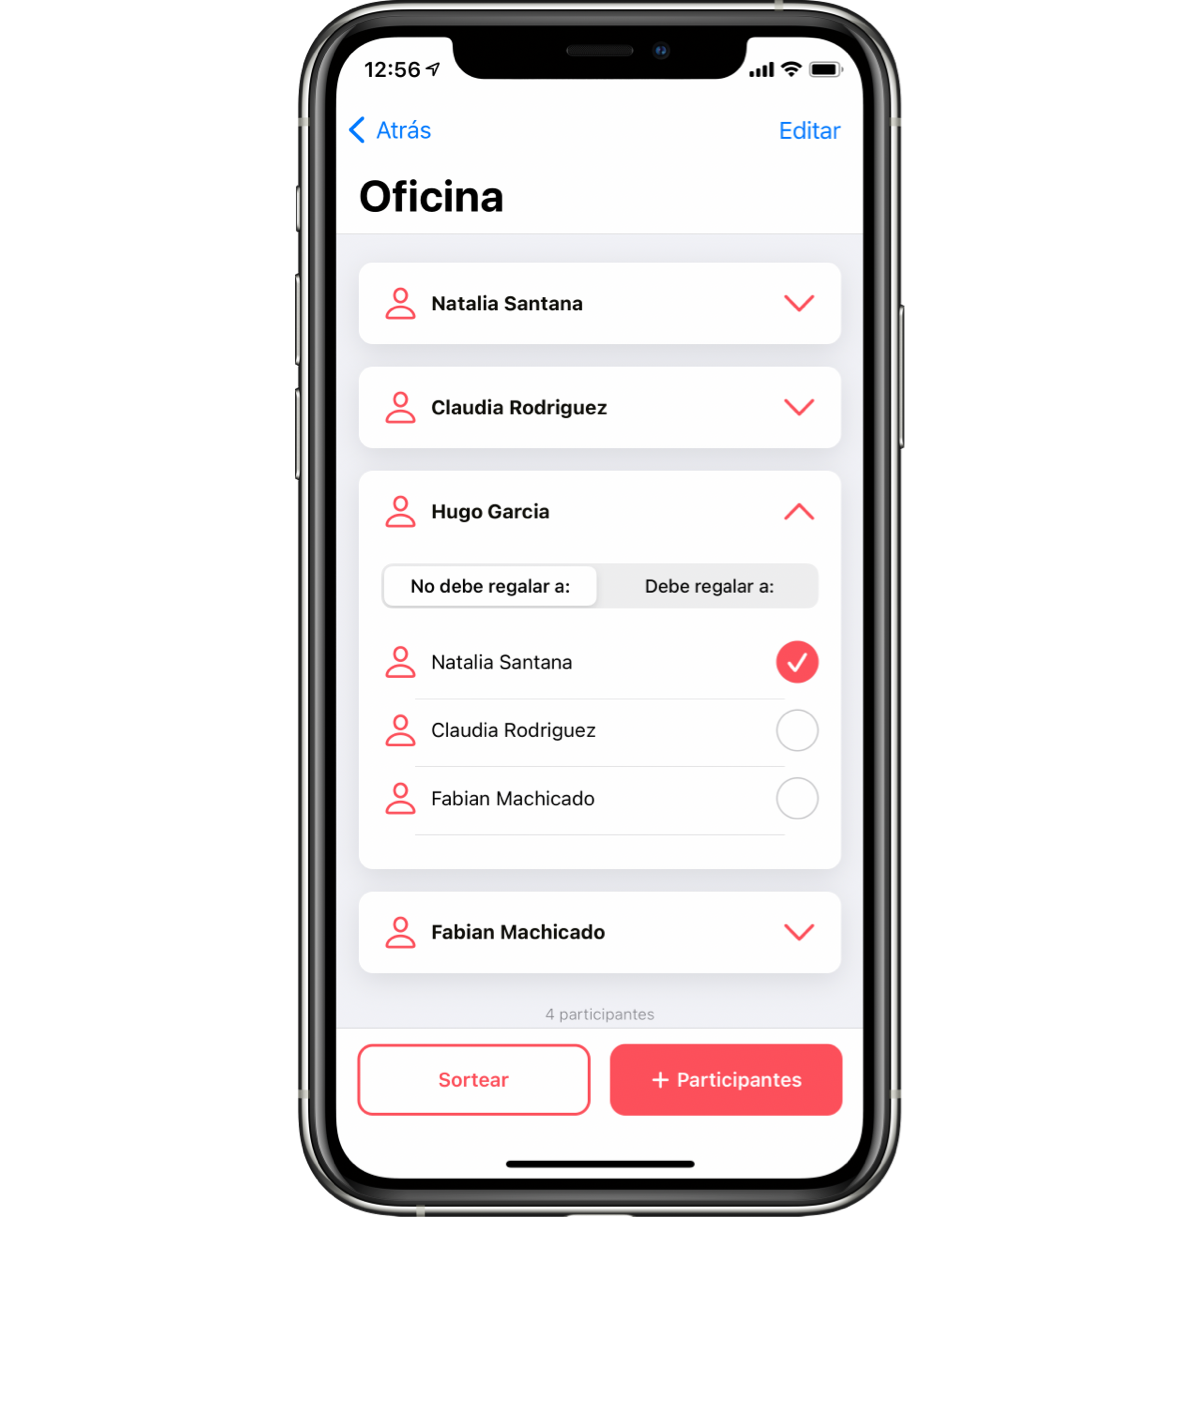 12:56
Atrás Editar
Oficina
Natalia Santana
Claudia Rodriguez
Hugo Garcia
No debe regalar a: Debe regalar a:
Natalia Santana
Claudia Rodriguez
Fabian Machicado
Fabian Machicado
4 participantes
Sortear + Participantes